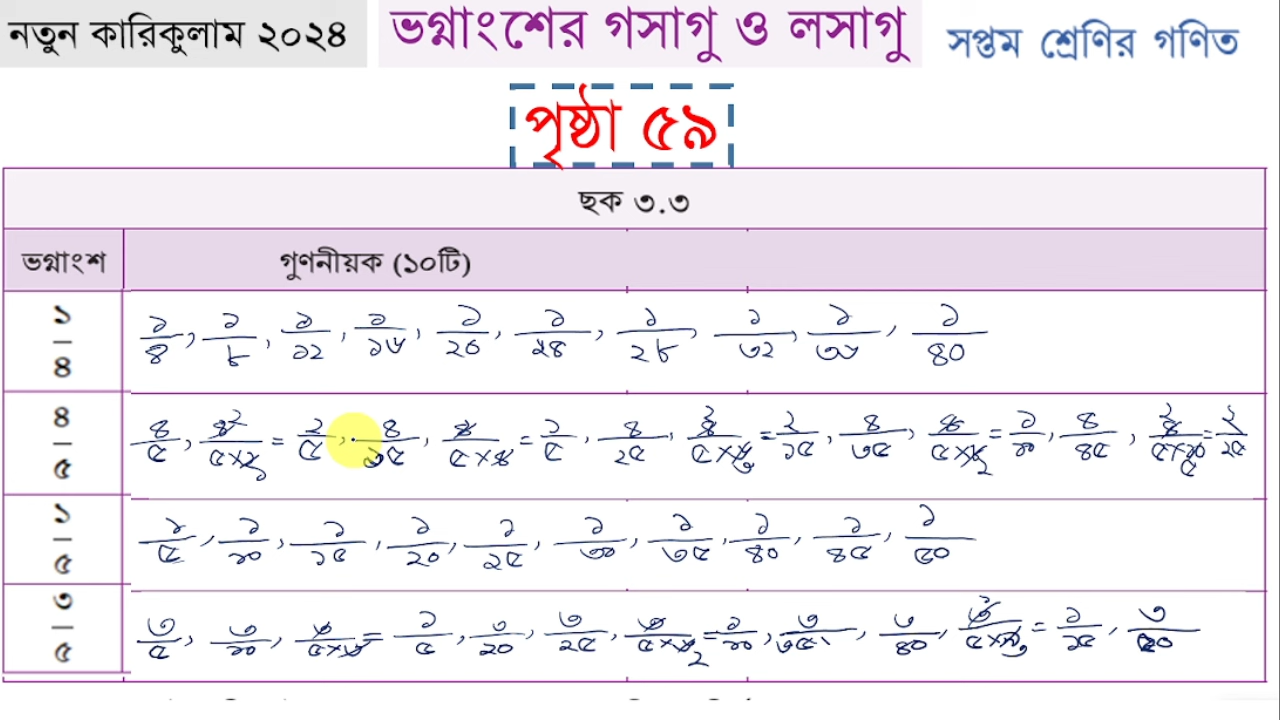 নতুন কারিকুলাম ২০২৪ ভগ্নাংশের গসাগু ও লসাগু সপ্তম শ্রেণির গণিত
পৃষ্ঠা ৫৯
ছক ৩.৩
ভগ্নাংশ গুণনীয়ক (১০টি)
১/৪ ১/৪, ১/৮, ১/১২, ১/১৬, ১/২০, ১/২৪, ১/২৮, ১/৩২, ১/৩৬, ১/৪০
৪/৫ ৪/৫, ৪/৫×২ = ২/৫, ৪/১৫, ৪/৫×৪ = ১/৫, ৪/২৫, ৪/৫×৬ = ২/১৫, ৪/৩৫, ৪/৫×৮ = ১/১০, ৪/৪৫, ৪/৫×১০ = ২/২৫
১/৫ ১/৫, ১/১০, ১/১৫, ১/২০, ১/২৫, ১/৩০, ১/৩৫, ১/৪০, ১/৪৫, ১/৫০
৩/৫ ৩/৫, ৩/১০, ৩/৫×৩ = ১/৫, ৩/২০, ৩/২৫, ৩/৫×৬ = ১/১০, ৩/৩৫, ৩/৪০, ৩/৫×৯ = ১/১৫, ৩/৫০